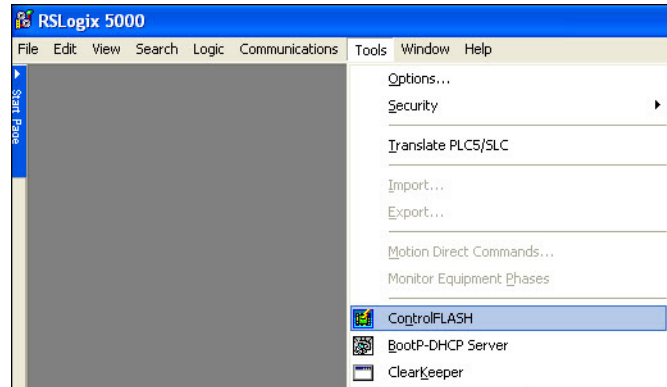 RSLogix 5000
File Edit View Search Logic Communications Tools Window Help
Start Page
Options...
Security
Translate PLC5/SLC
Import...
Export...
Motion Direct Commands...
Monitor Equipment Phases
ControlFLASH
BootP-DHCP Server
ClearKeeper